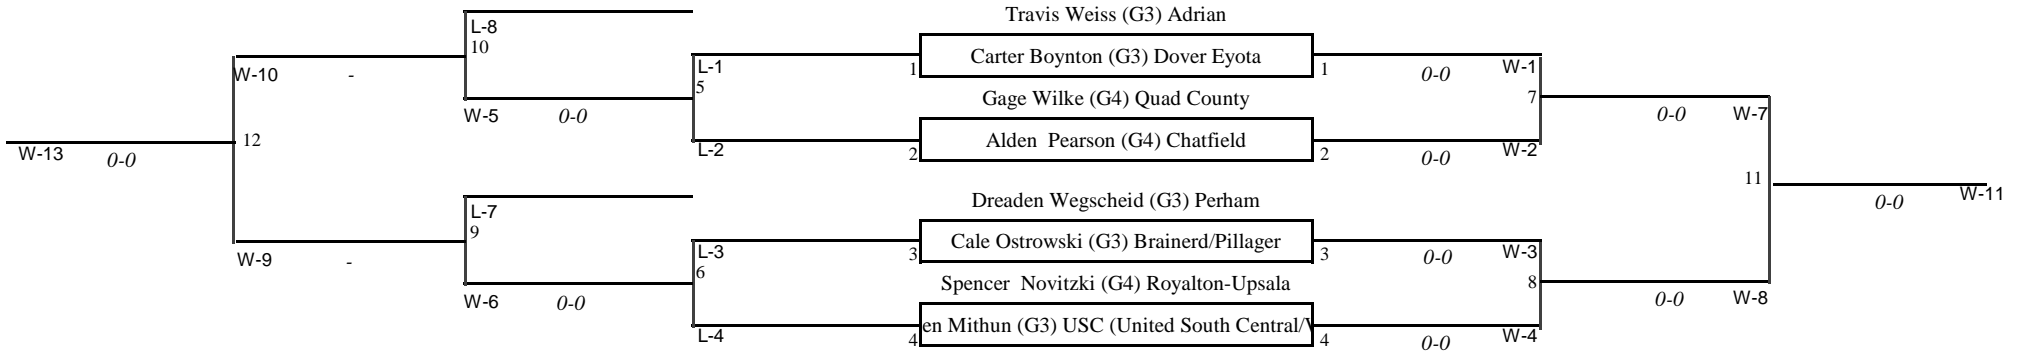 Travis Weiss (G3) Adrian
L-8
10
Carter Boynton (G3) Dover Eyota
W-10 -
L-1
1
1
0-0 W-1
5
7
Gage Wilke (G4) Quad County
W-5 0-0
0-0 W-7
12
Alden Pearson (G4) Chatfield
W-13 0-0
L-2
2
2
0-0 W-2
11
Dreaden Wegscheid (G3) Perham
0-0 W-11
L-7
9
Cale Ostrowski (G3) Brainerd/Pillager
W-9 -
L-3
3
3
0-0 W-3
6
8
Spencer Novitzki (G4) Royalton-Upsala
W-6 0-0
0-0 W-8
en Mithun (G3) USC (United South Central/
L-4
4
4
0-0 W-4